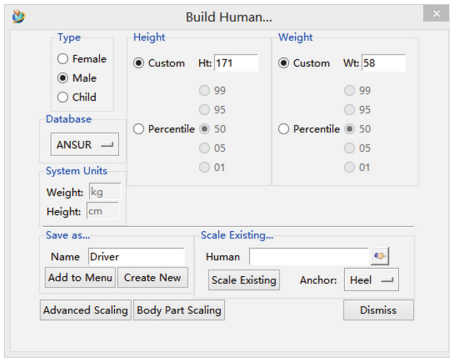 Build Human...
Type
Female
Male
Child
Height
Custom Ht: 171
99
95
Percentile 50
05
01
Weight
Custom Wt: 58
99
95
Percentile 50
05
01
Database
ANSUR
System Units
Weight: kg
Height: cm
Save as...
Name Driver
Add to Menu Create New
Scale Existing...
Human
Scale Existing Anchor: Heel
Advanced Scaling Body Part Scaling Dismiss